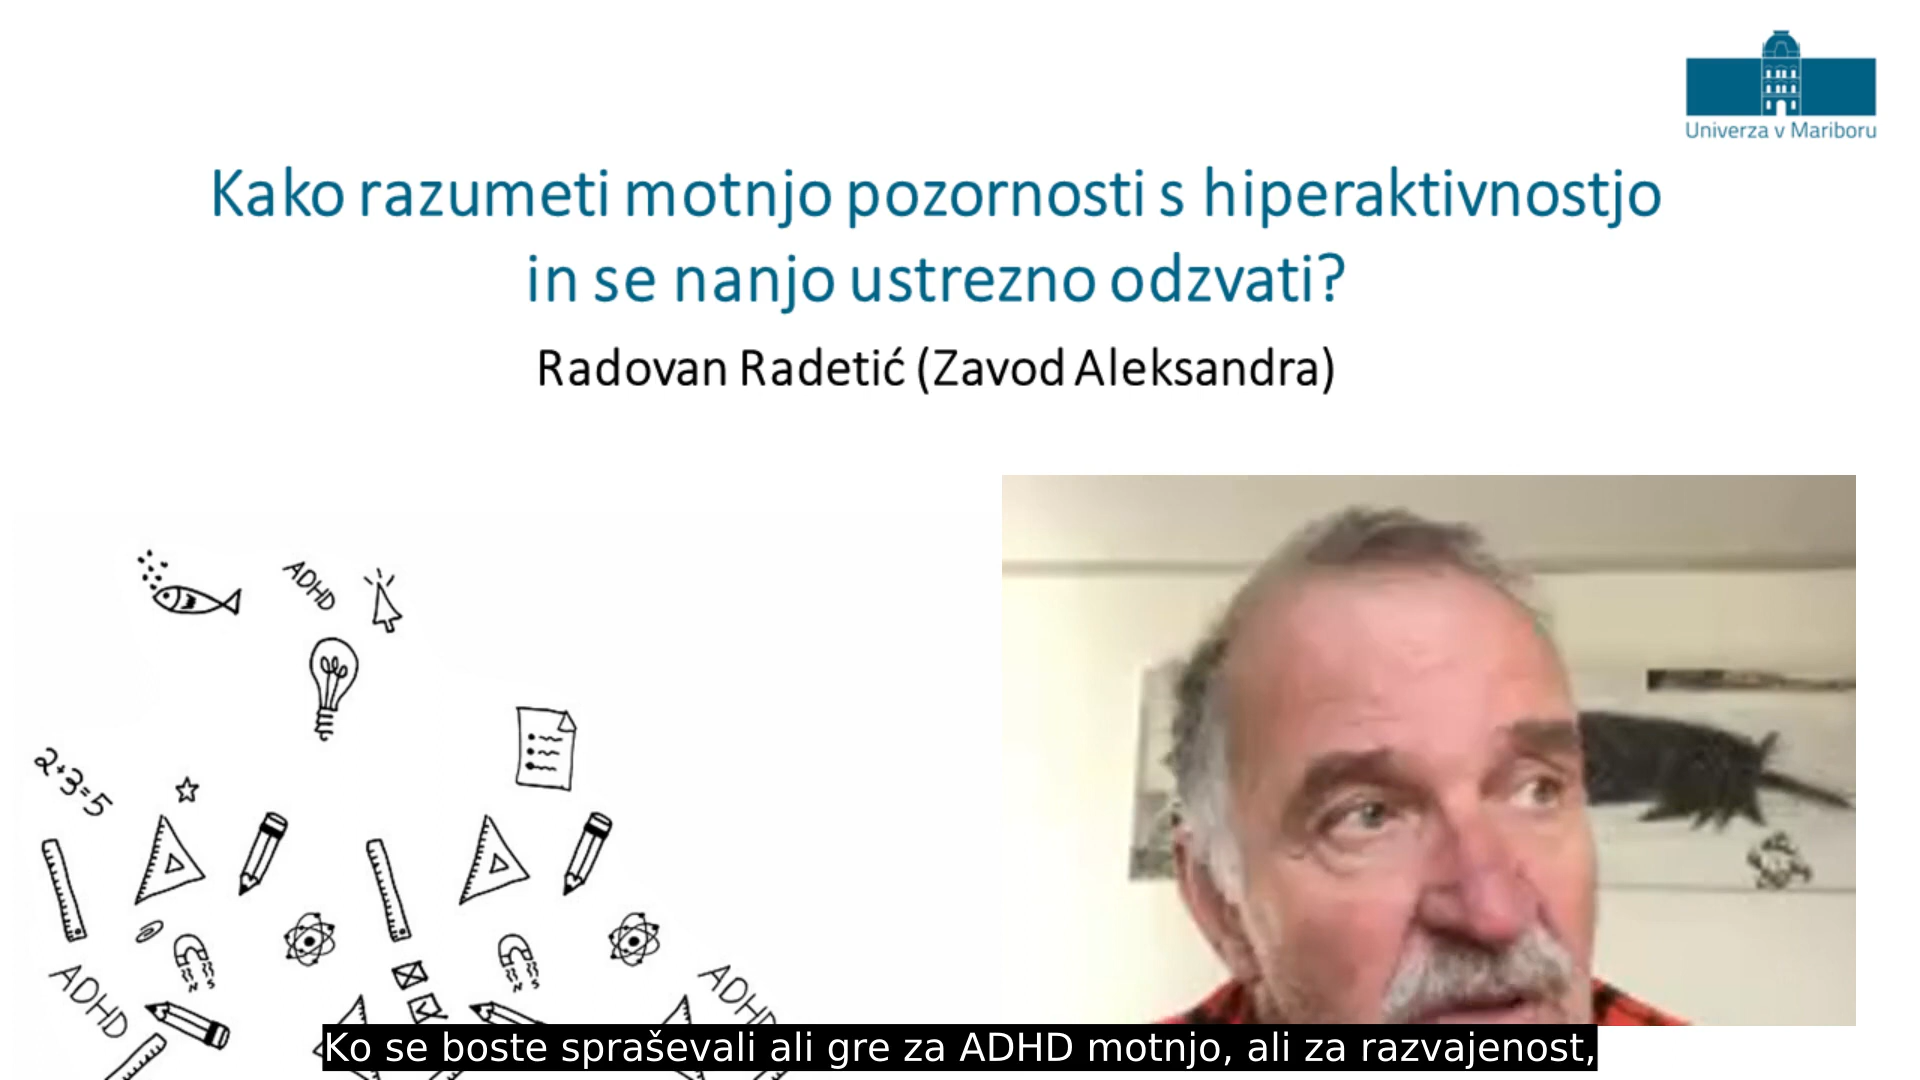 Univerza v Mariboru
Kako razumeti motnjo pozornosti s hiperaktivnostjo
in se nanjo ustrezno odzvati?
Radovan Radetić (Zavod Aleksandra)
ADHD
2+3=5
ADHD
ADHD
Ko se boste spraševali ali gre za ADHD motnjo, ali za razvajenost,